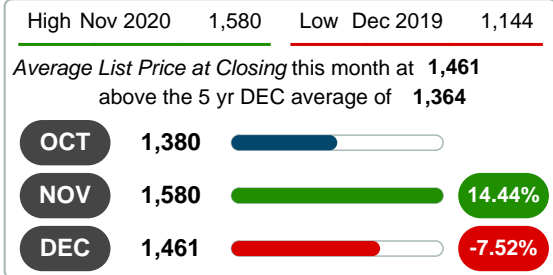 High Nov 2020 1,580 Low Dec 2019 1,144
Average List Price at Closing this month at 1,461
above the 5 yr DEC average of 1,364
OCT 1,380
NOV 1,580 14.44%
DEC 1,461 -7.52%